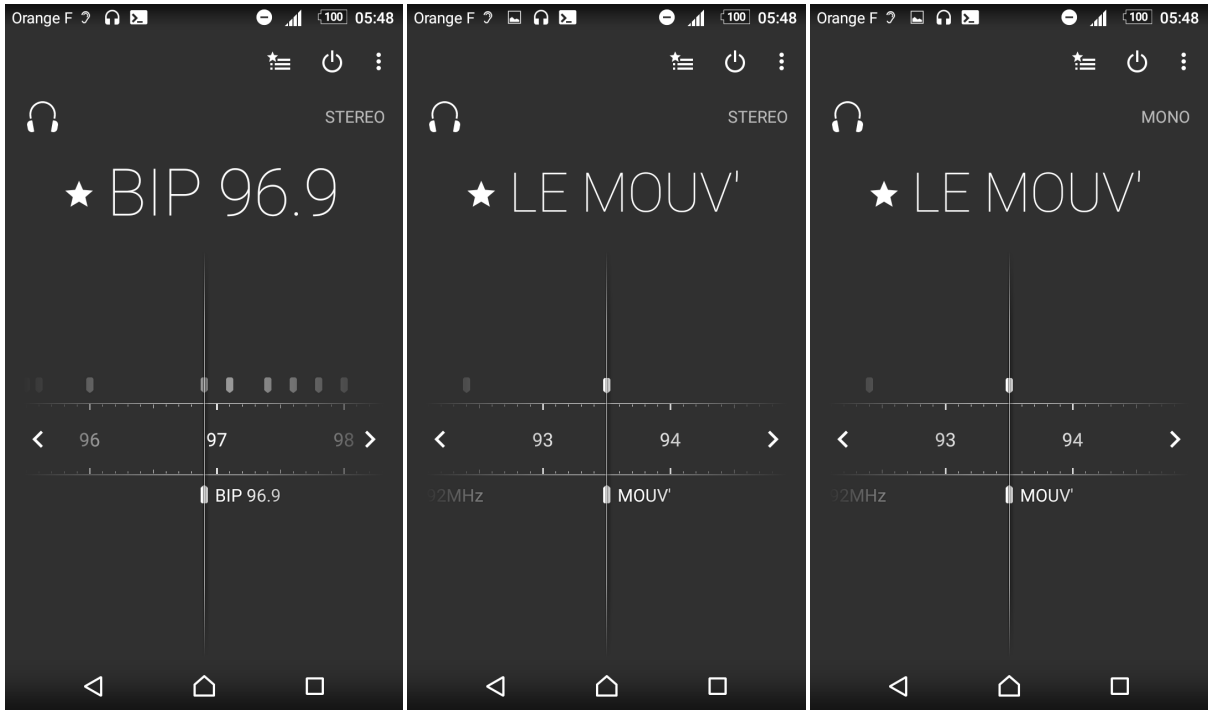 Orange F 100 05:48
STEREO
BIP 96.9
96 97 98
BIP 96.9
Orange F 100 05:48
STEREO
LE MOUV'
93 94
92MHz MOUV'
Orange F 100 05:48
MONO
LE MOUV'
93 94
92MHz MOUV'